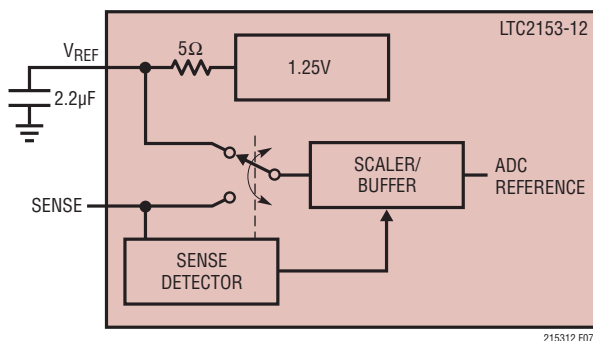 LTC2153-12
VREF
5Ω
1.25V
2.2µF
SCALER/
BUFFER
ADC
REFERENCE
SENSE
SENSE
DETECTOR
215312 F07